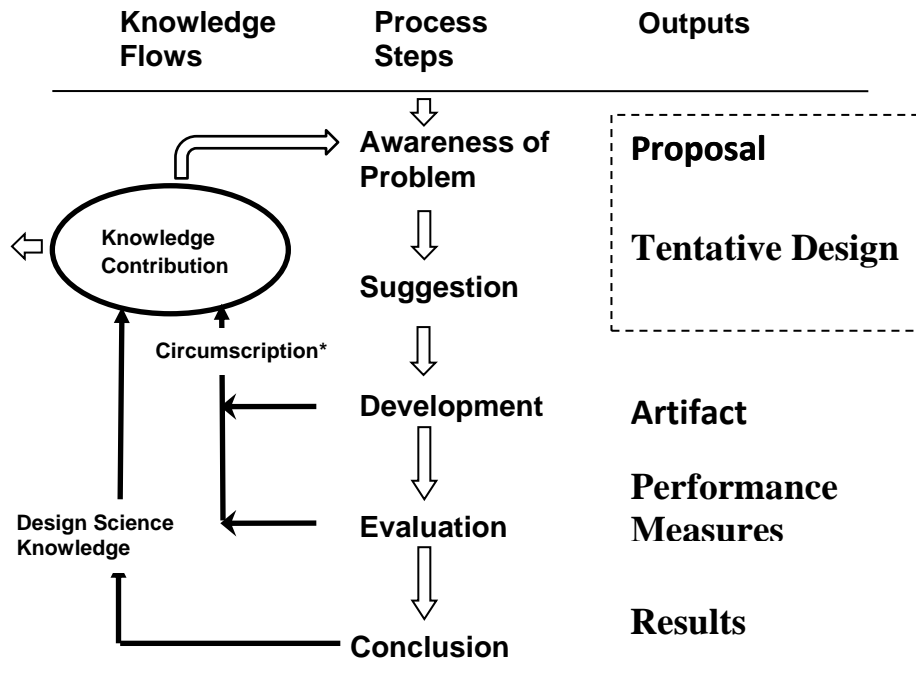 Knowledge
Flows
Process
Steps
Outputs
Awareness of
Problem
Proposal
Knowledge
Contribution
Tentative Design
Suggestion
Circumscription*
Development
Artifact
Design Science
Knowledge
Evaluation
Performance
Measures
Conclusion
Results